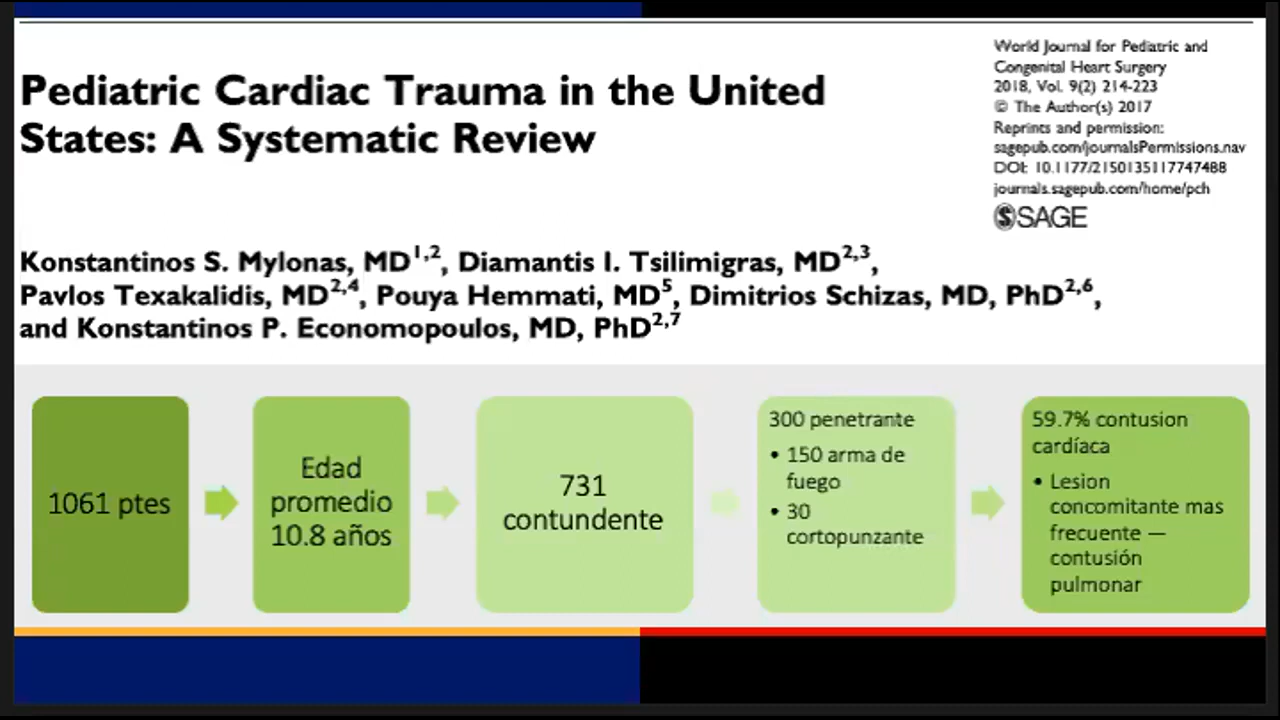 Pediatric Cardiac Trauma in the United
States: A Systematic Review
World Journal for Pediatric and
Congenital Heart Surgery
2018, Vol. 9(2) 214-223
© The Author(s) 2017
Reprints and permission:
sagepub.com/journalsPermissions.nav
DOI: 10.1177/2150135117747488
journals.sagepub.com/home/pch
SAGE
Konstantinos S. Mylonas, MD1,2, Diamantis I. Tsilimigras, MD2,3,
Pavlos Texakalidis, MD2,4, Pouya Hemmati, MD5, Dimitrios Schizas, MD, PhD2,6,
and Konstantinos P. Economopoulos, MD, PhD2,7
1061 ptes
Edad
promedio
10.8 años
731
contundente
300 penetrante
• 150 arma de
fuego
• 30
cortopunzante
59.7% contusion
cardíaca
• Lesion
concomitante mas
frecuente —
contusión
pulmonar